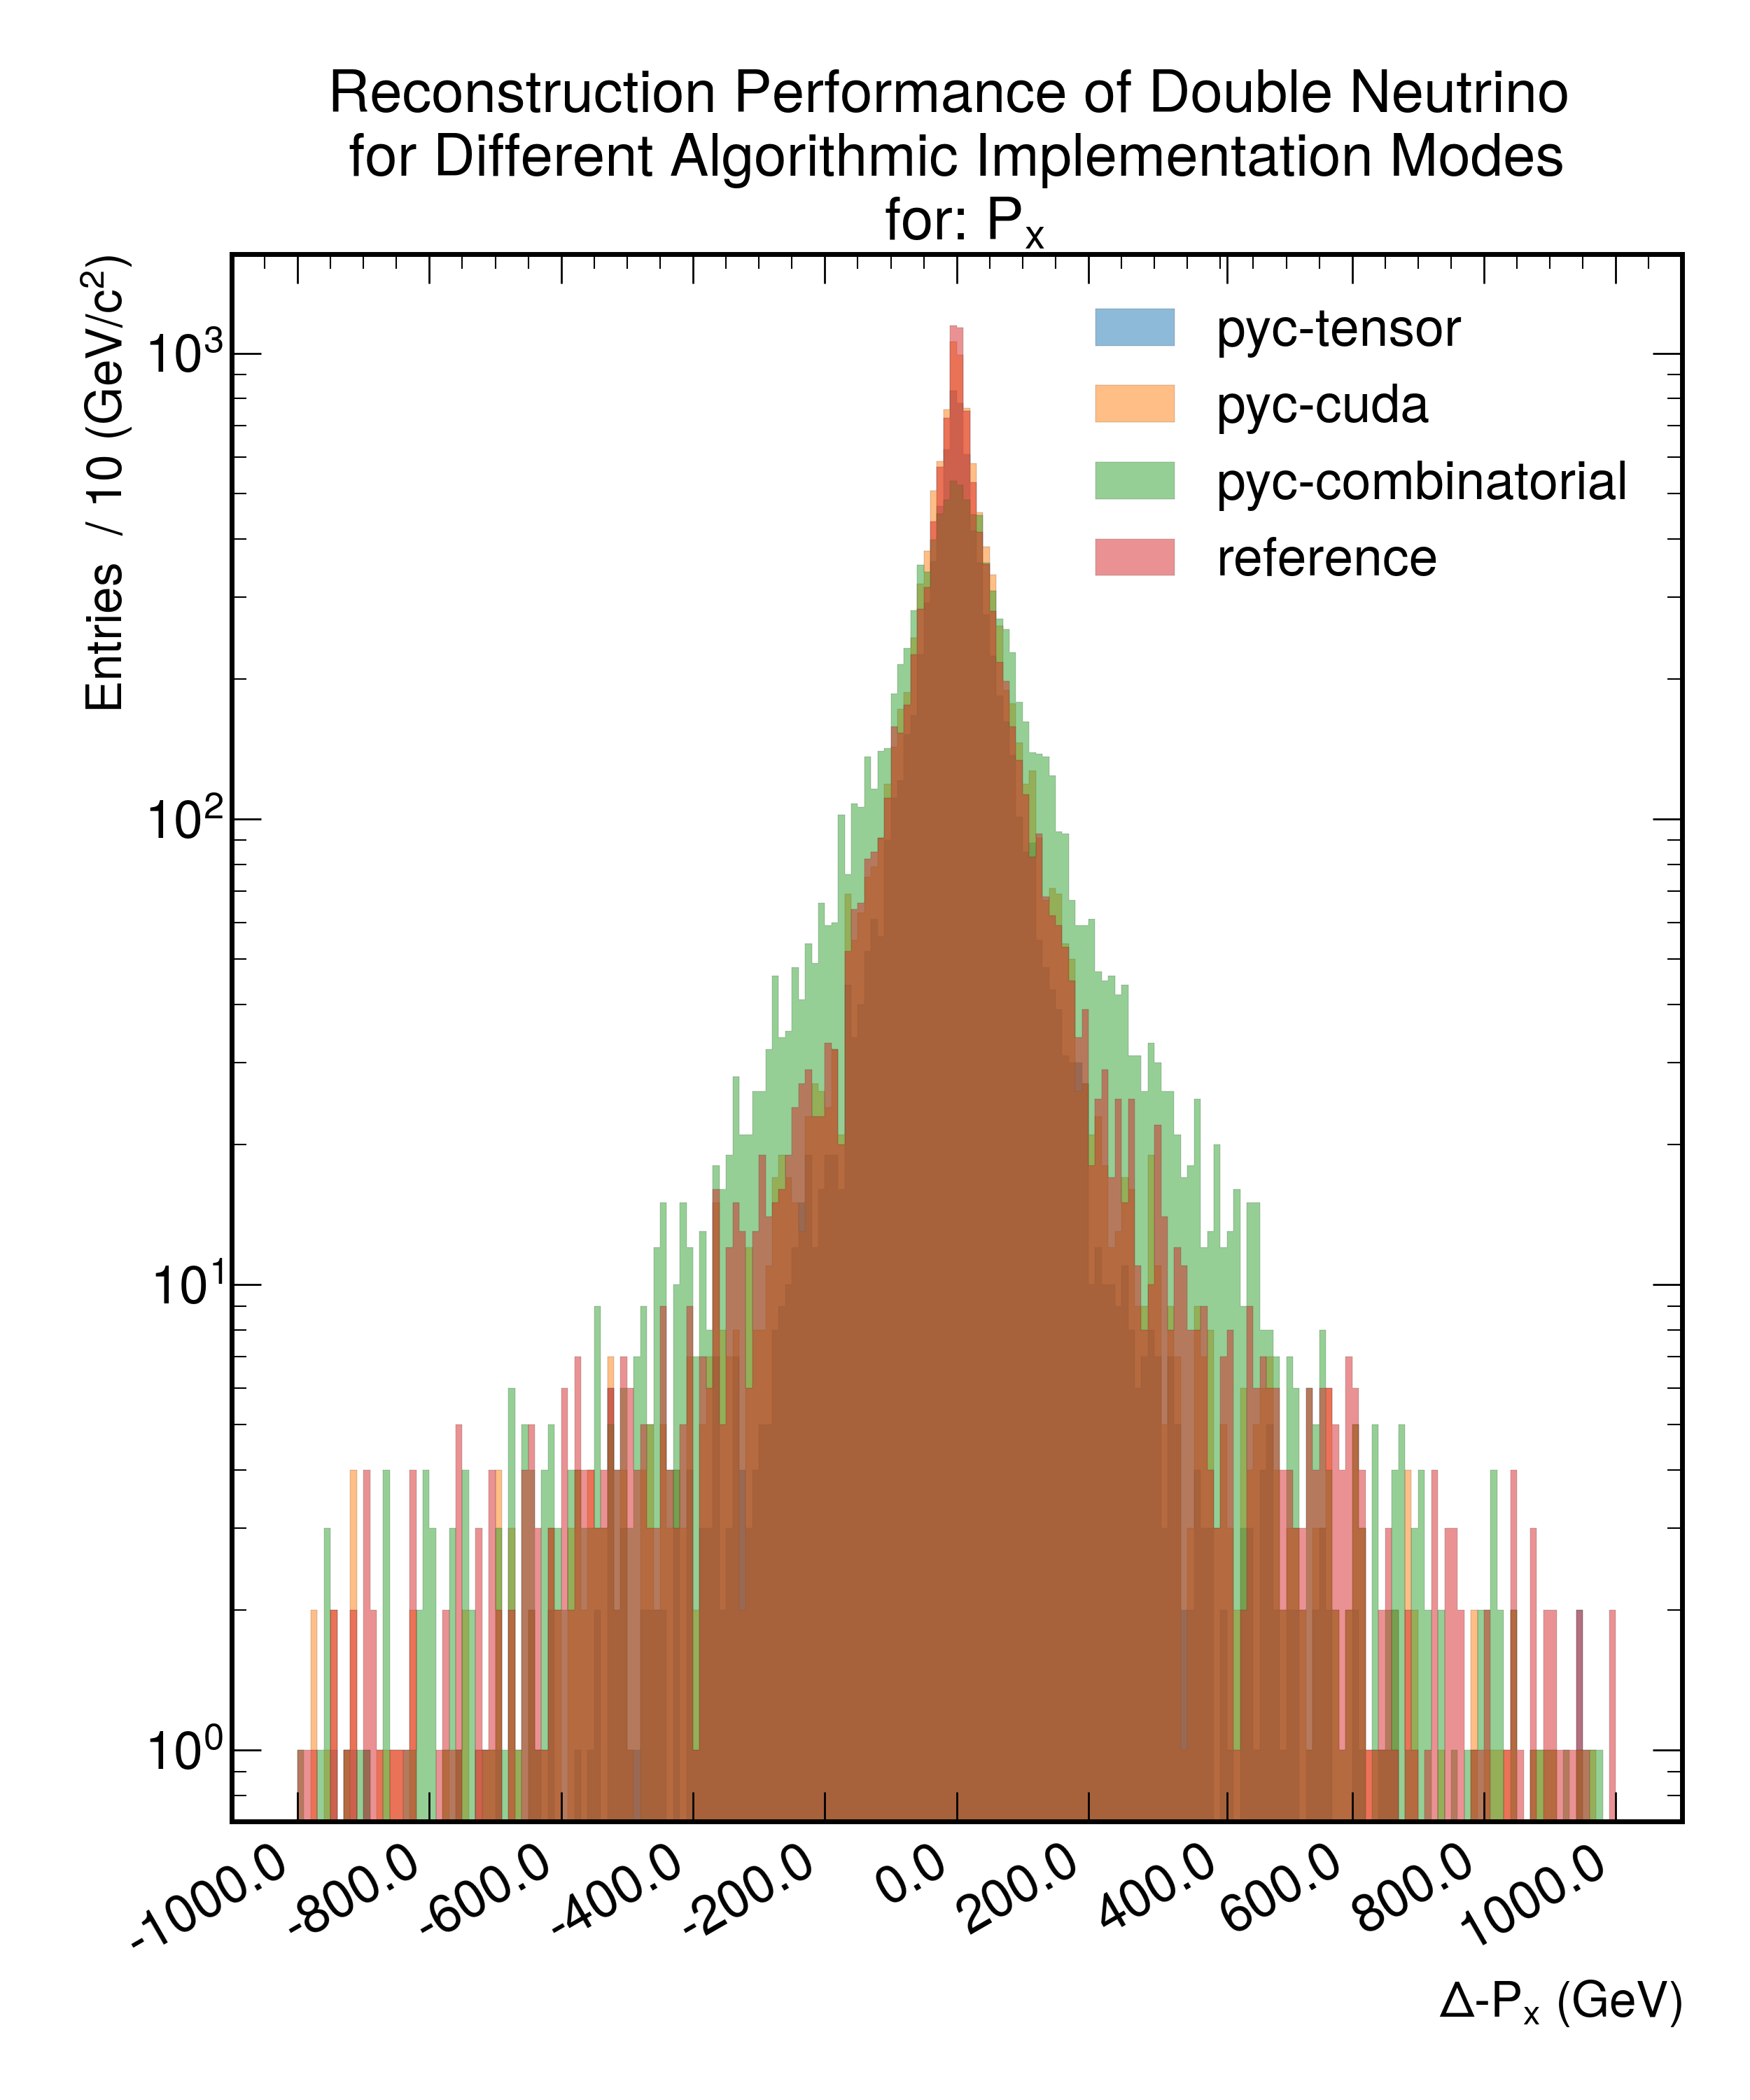 Reconstruction Performance of Double Neutrino
for Different Algorithmic Implementation Modes
for: Pₓ
Entries / 10 (GeV/c²)
10³
10²
10¹
10⁰
pyc-tensor
pyc-cuda
pyc-combinatorial
reference
-1000.0
-800.0
-600.0
-400.0
-200.0
0.0
200.0
400.0
600.0
800.0
1000.0
Δ-Pₓ (GeV)